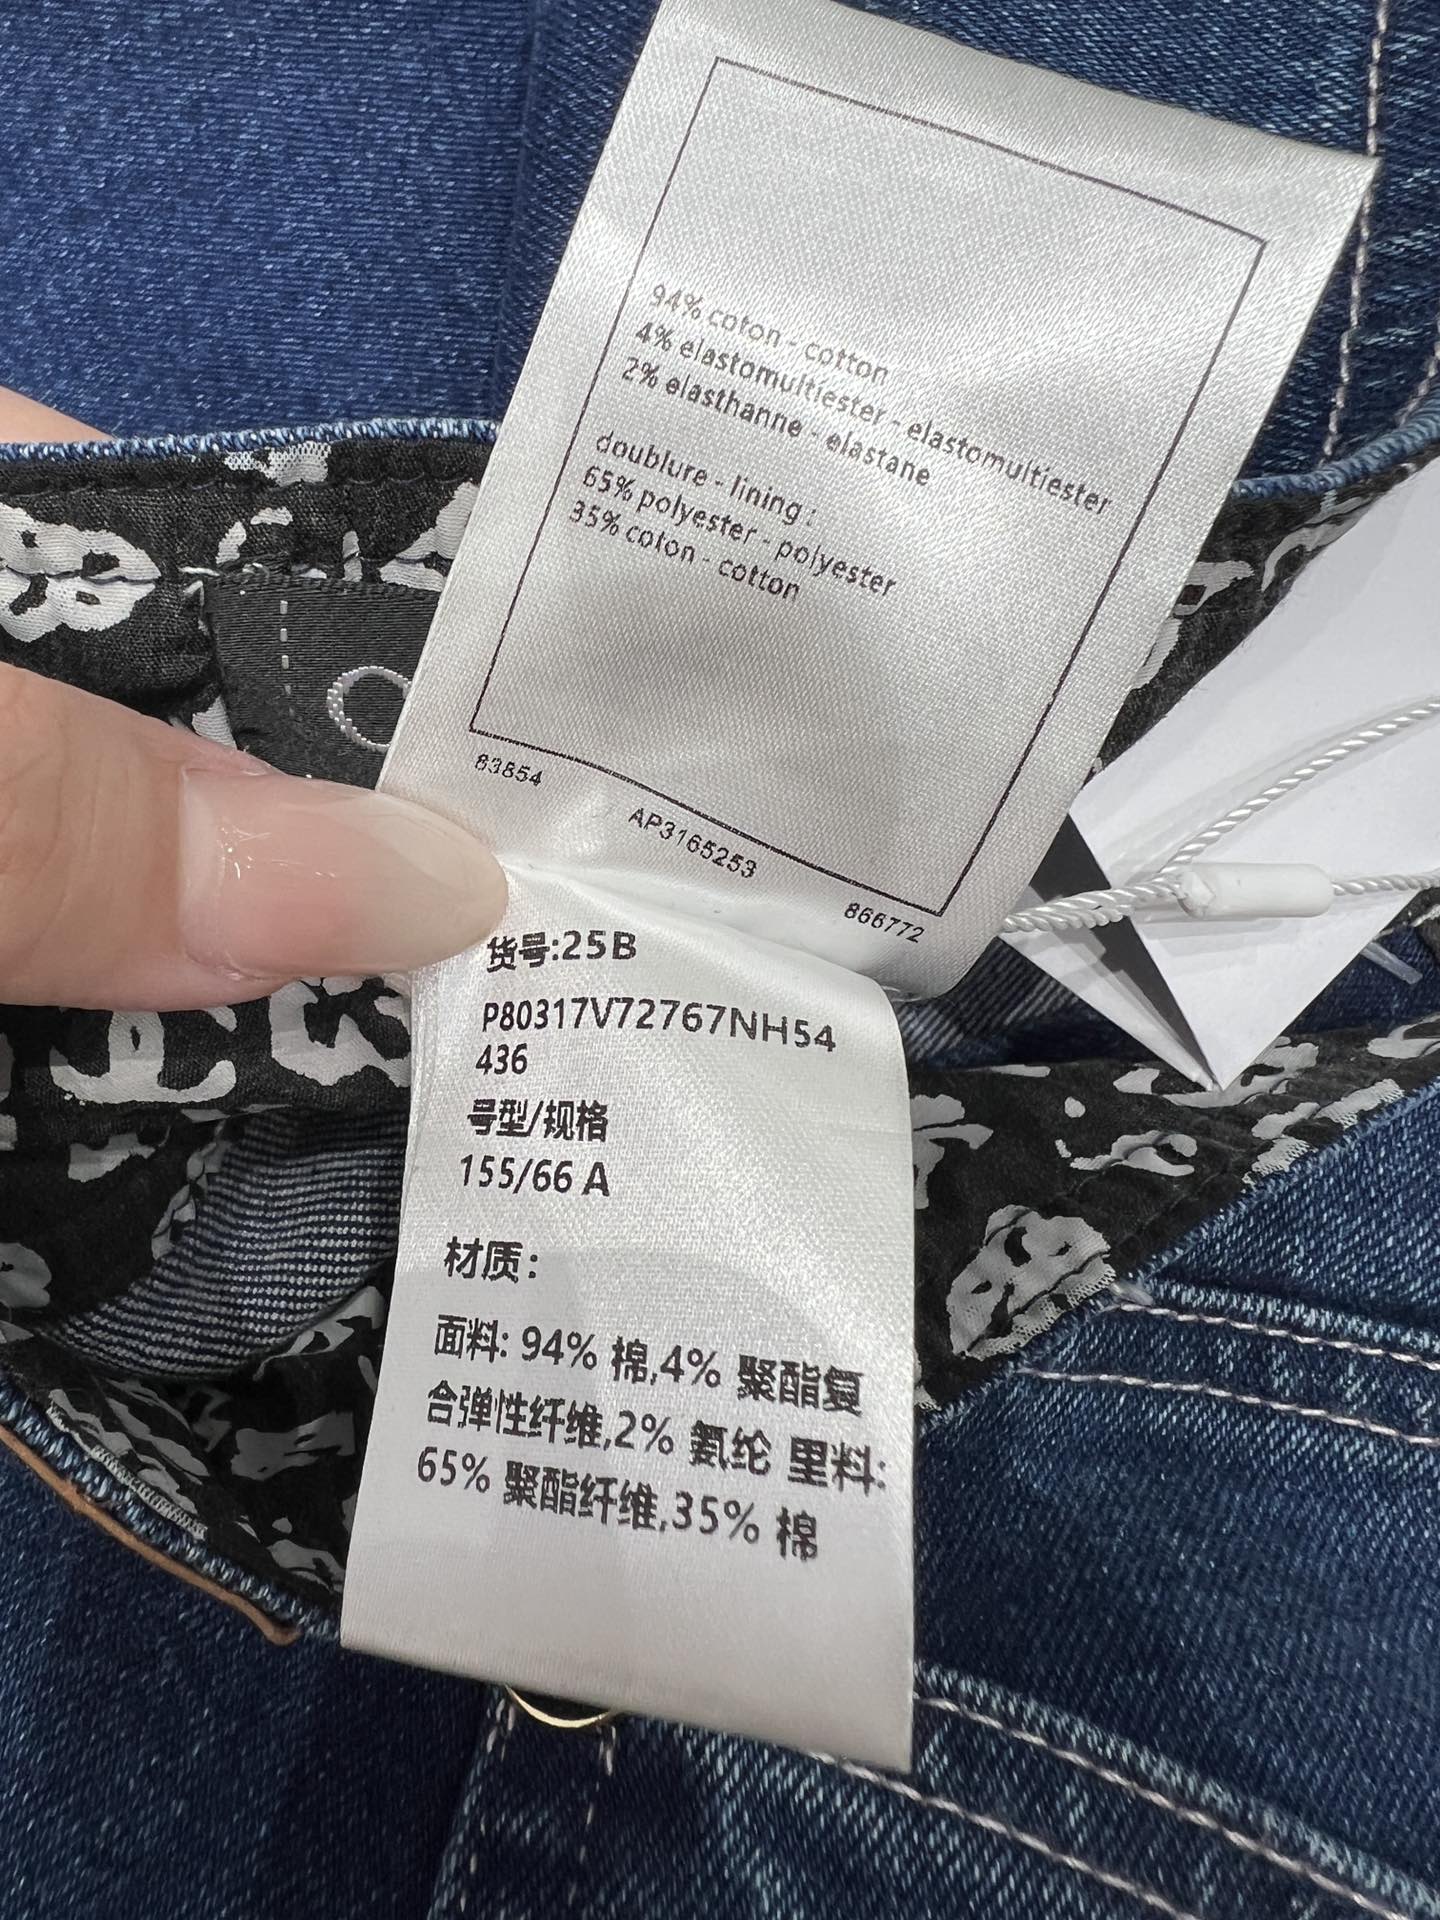 94% coton - cotton
4% elastomultiester - elastomultiester
2% elasthanne - elastane
doublure - lining :
65% polyester - polyester
35% coton - cotton
83854
AP3165253
866772
货号:25B
P80317V72767NH54
436
号型/规格
155/66 A
材质:
面料: 94% 棉,4% 聚酯复
合弹性纤维,2% 氨纶 里料:
65% 聚酯纤维,35% 棉